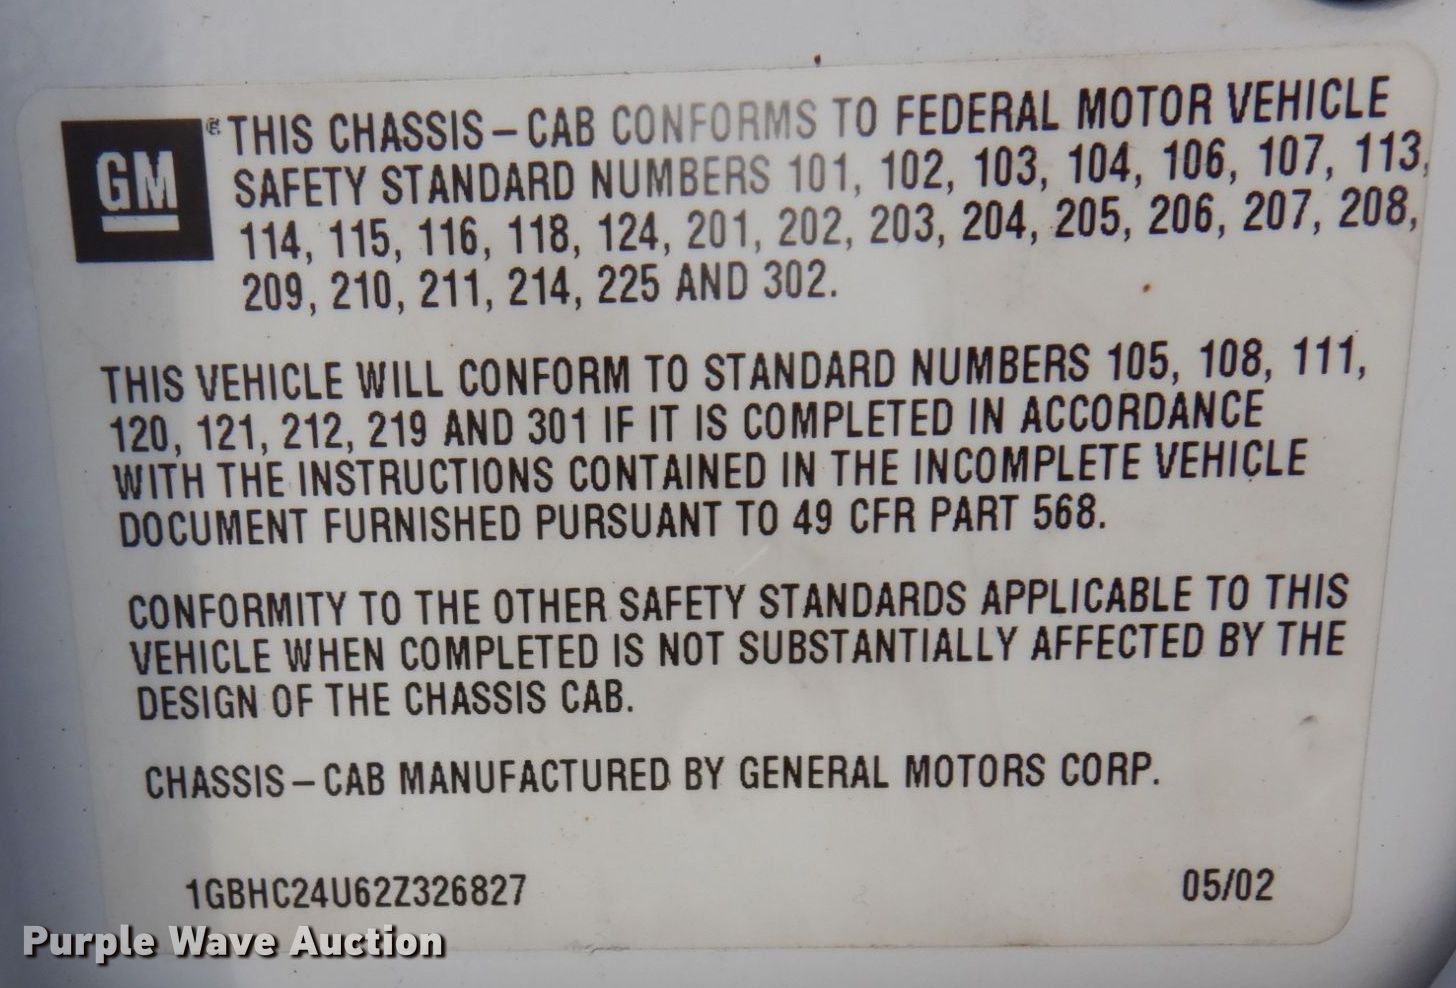 GM
THIS CHASSIS-CAB CONFORMS TO FEDERAL MOTOR VEHICLE
SAFETY STANDARD NUMBERS 101, 102, 103, 104, 106, 107, 113,
114, 115, 116, 118, 124, 201, 202, 203, 204, 205, 206, 207, 208,
209, 210, 211, 214, 225 AND 302.
THIS VEHICLE WILL CONFORM TO STANDARD NUMBERS 105, 108, 111,
120, 121, 212, 219 AND 301 IF IT IS COMPLETED IN ACCORDANCE
WITH THE INSTRUCTIONS CONTAINED IN THE INCOMPLETE VEHICLE
DOCUMENT FURNISHED PURSUANT TO 49 CFR PART 568.
CONFORMITY TO THE OTHER SAFETY STANDARDS APPLICABLE TO THIS
VEHICLE WHEN COMPLETED IS NOT SUBSTANTIALLY AFFECTED BY THE
DESIGN OF THE CHASSIS CAB.
CHASSIS-CAB MANUFACTURED BY GENERAL MOTORS CORP.
1GBHC24U62Z326827 05/02
Purple Wave Auction